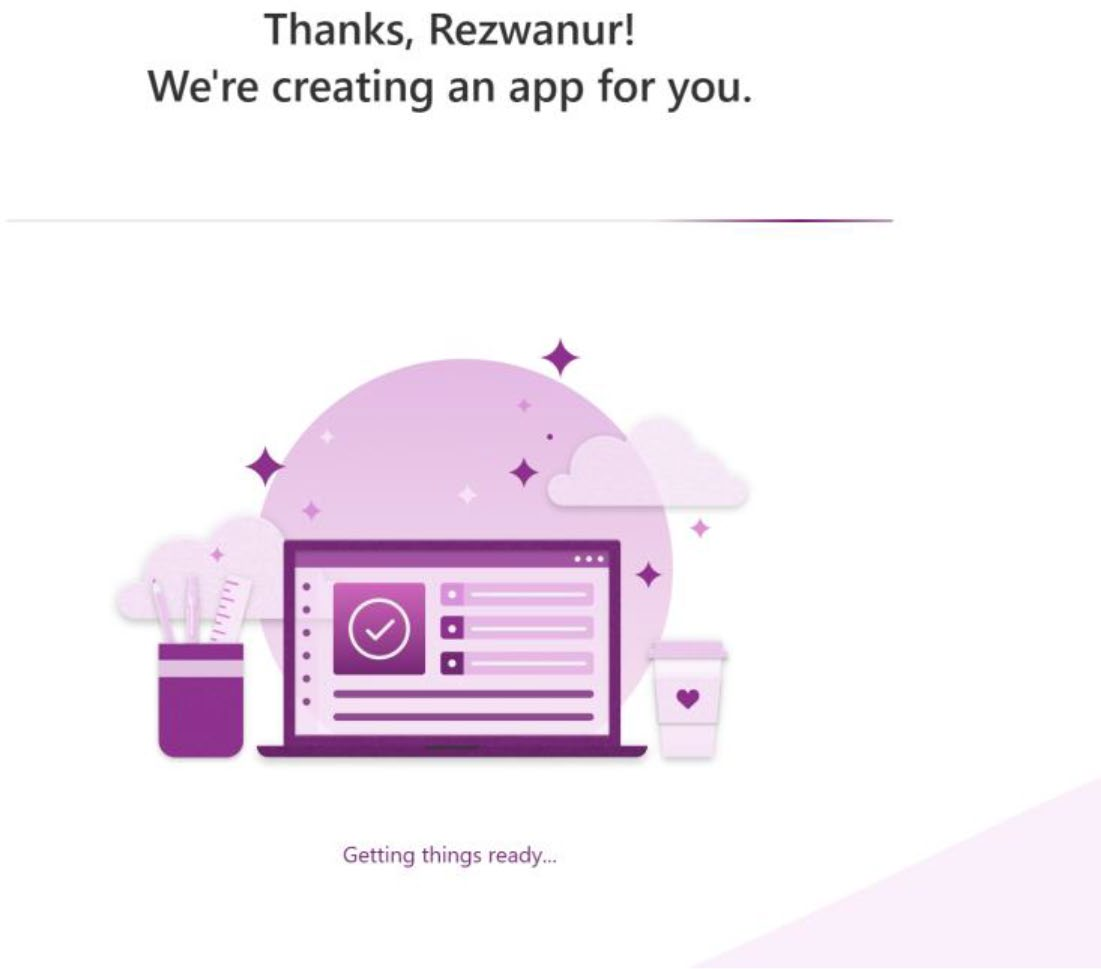 Thanks, Rezwanur!
We're creating an app for you.
Getting things ready...